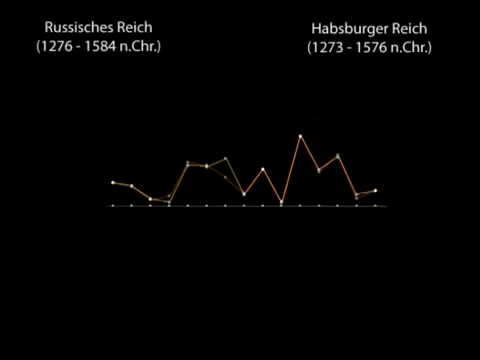 Russisches Reich
(1276 - 1584 n.Chr.)
Habsburger Reich
(1273 - 1576 n.Chr.)